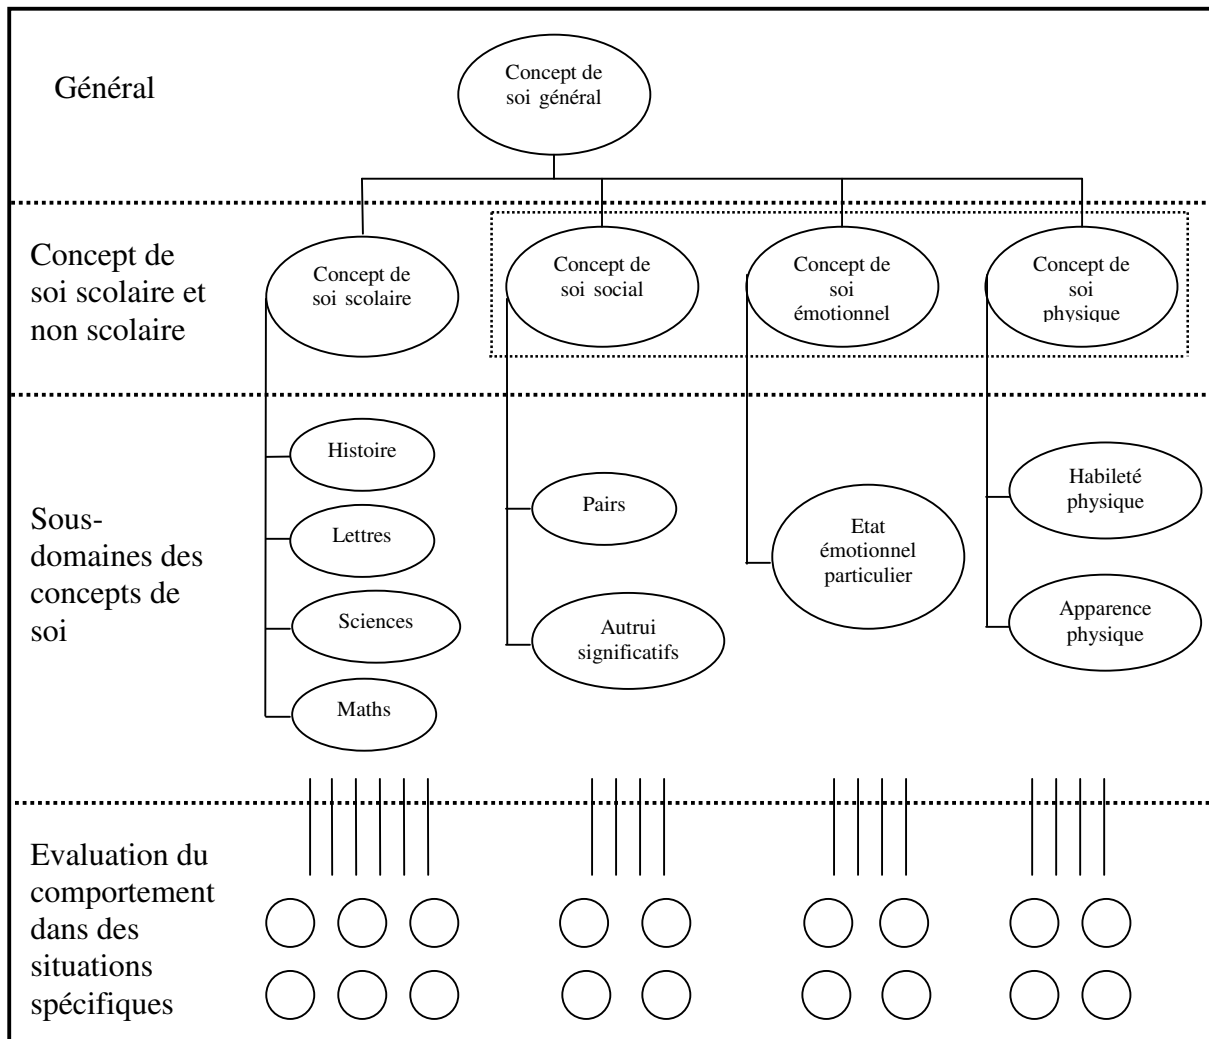 Général
Concept de
soi général
Concept de
soi scolaire et
non scolaire
Concept de
soi scolaire
Concept de
soi social
Concept de
soi
émotionnel
Concept de
soi
physique
Sous-
domaines des
concepts de
soi
Histoire
Lettres
Sciences
Maths
Pairs
Autrui
significatifs
Etat
émotionnel
particulier
Habileté
physique
Apparence
physique
Evaluation du
comportement
dans des
situations
spécifiques